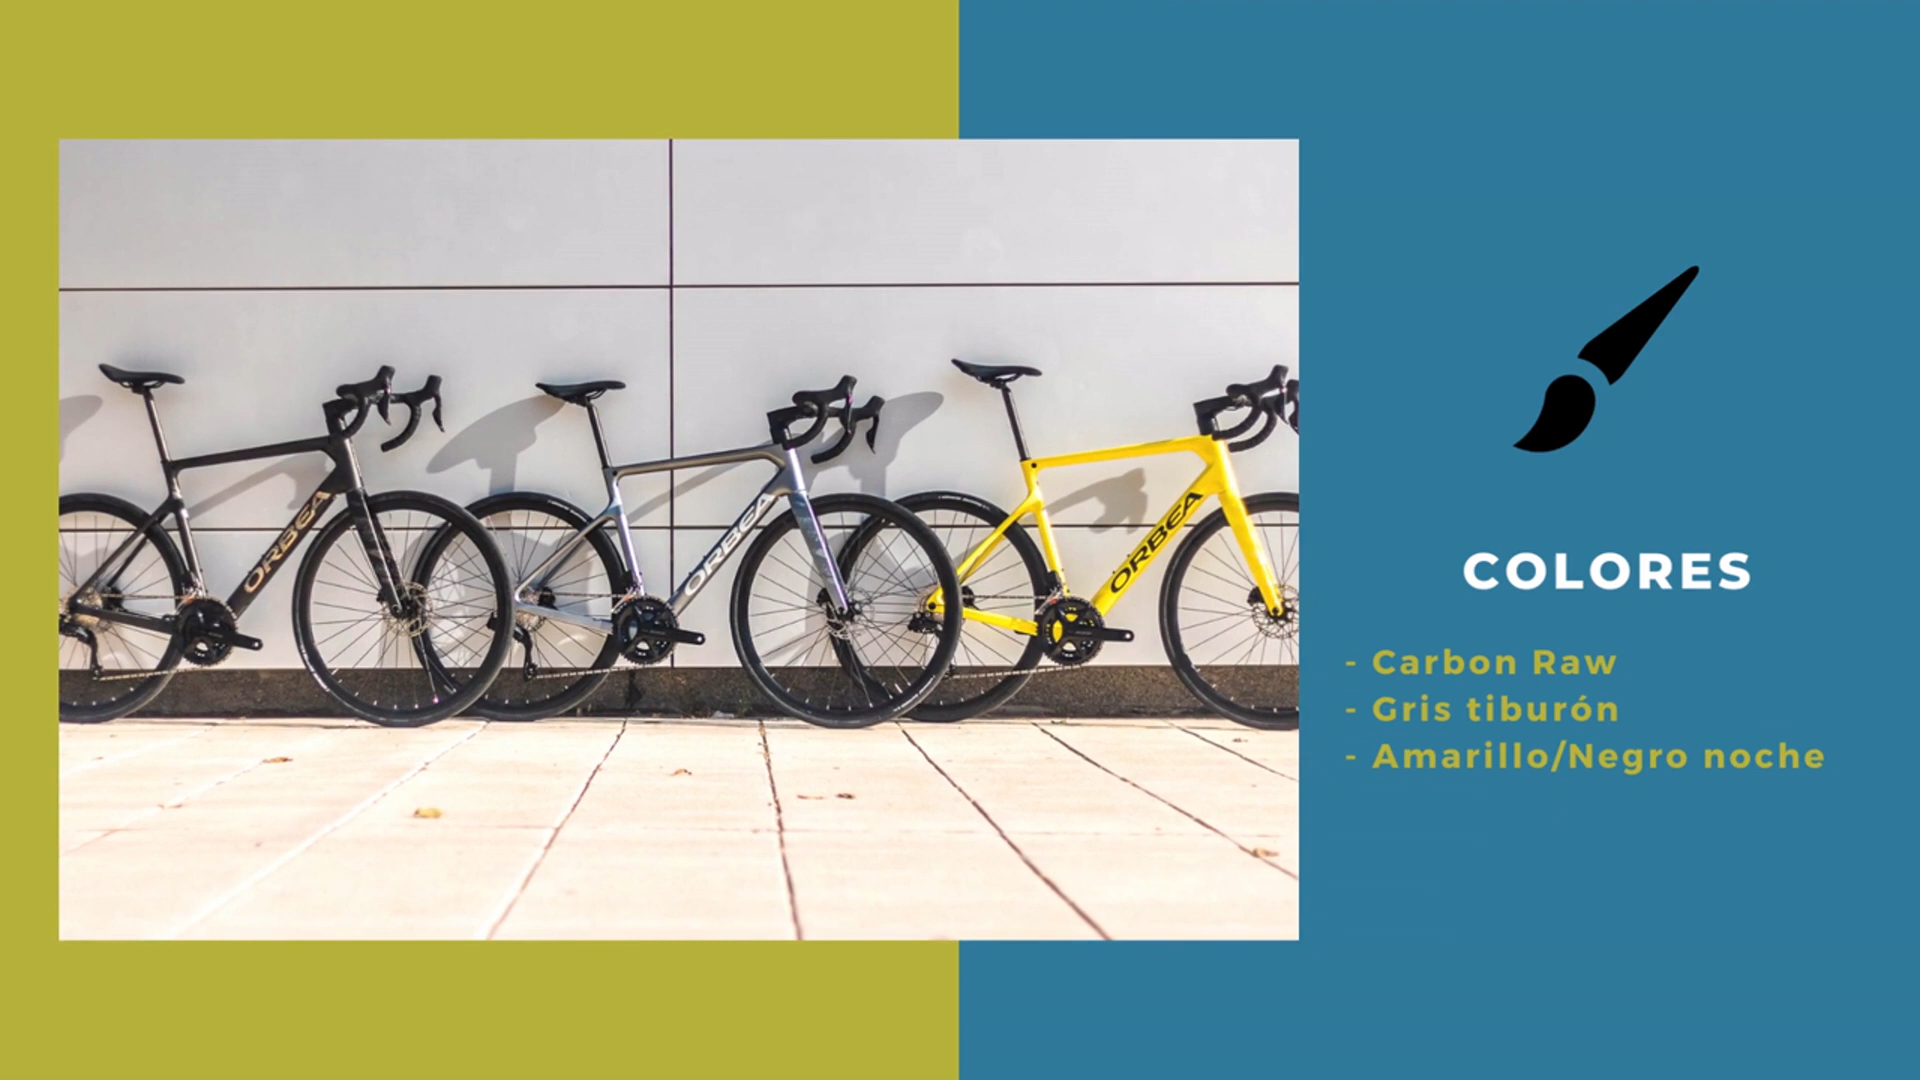 ORBEA
ORBEA
ORBEA
COLORES
- Carbon Raw
- Gris tiburón
- Amarillo/Negro noche